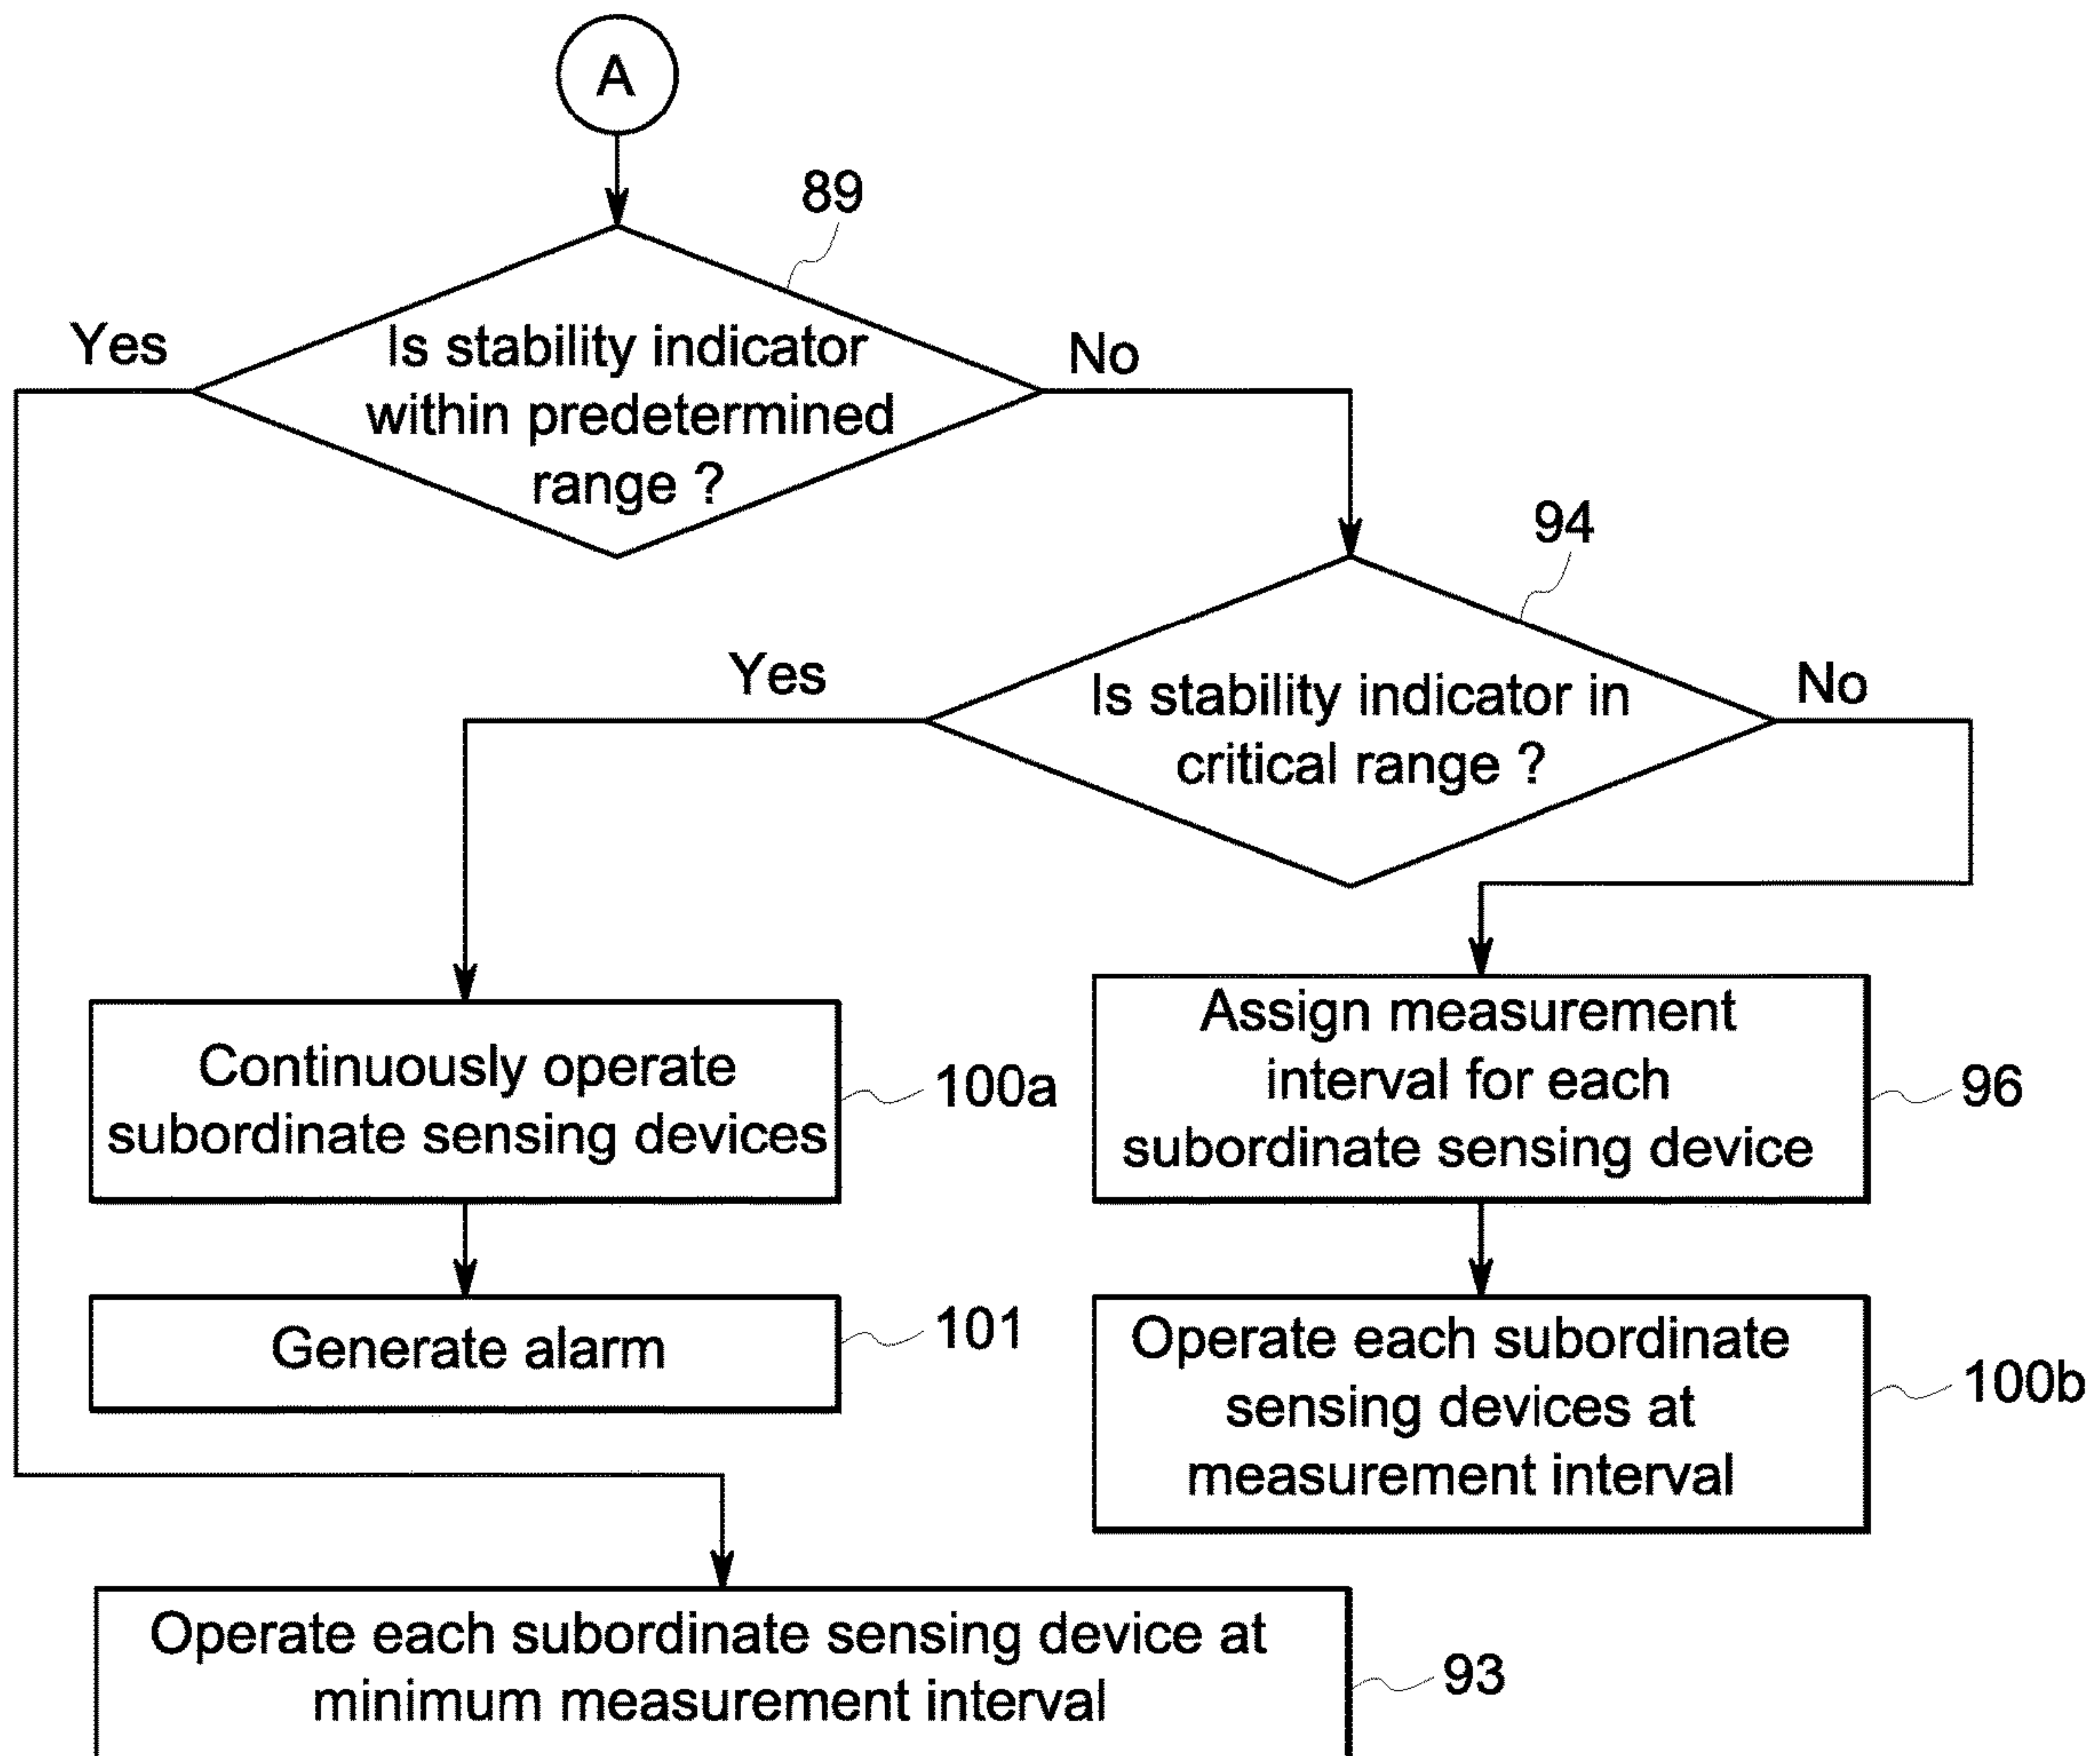 A
89
Yes
Is stability indicator
within predetermined
range ?
No
94
Yes
Is stability indicator in
critical range ?
No
Continuously operate
subordinate sensing devices
100a
Assign measurement
interval for each
subordinate sensing device
96
Generate alarm
101
Operate each subordinate
sensing devices at
measurement interval
100b
Operate each subordinate sensing device at
minimum measurement interval
93